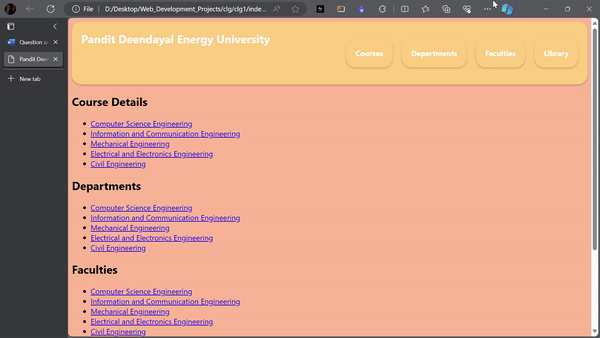 File D:/Desktop/Web_Development_Projects/clg/clg1/inde...
Question a
Pandit Deen
New tab
Pandit Deendayal Energy University
Courses Departments Faculties Library
Course Details
Computer Science Engineering
Information and Communication Engineering
Mechanical Engineering
Electrical and Electronics Engineering
Civil Engineering
Departments
Computer Science Engineering
Information and Communication Engineering
Mechanical Engineering
Electrical and Electronics Engineering
Civil Engineering
Faculties
Computer Science Engineering
Information and Communication Engineering
Mechanical Engineering
Electrical and Electronics Engineering
Civil Engineering